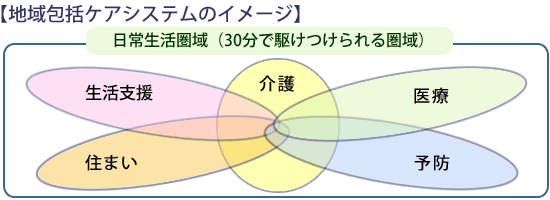 【地域包括ケアシステムのイメージ】
日常生活圏域（30分で駆けつけられる圏域）
介護
生活支援
医療
住まい
予防